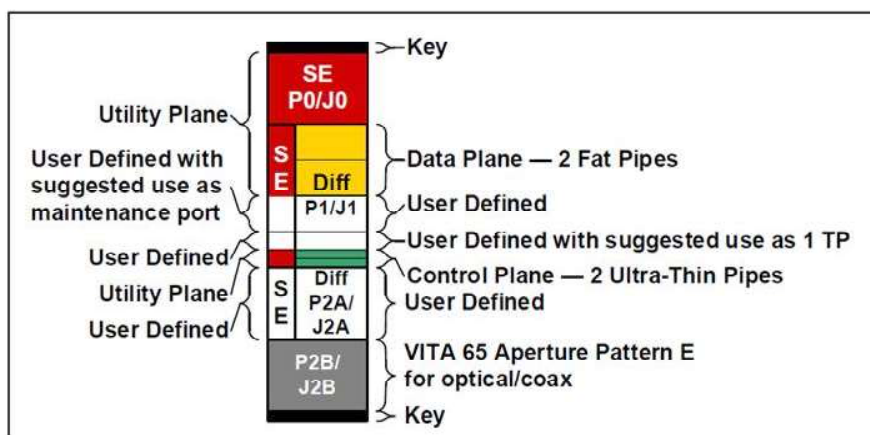 Key
SE
P0/J0
Utility Plane
S
E
Diff
Data Plane — 2 Fat Pipes
User Defined with
suggested use as
maintenance port
P1/J1
User Defined
User Defined with suggested use as 1 TP
User Defined
Control Plane — 2 Ultra-Thin Pipes
Utility Plane
User Defined
S
E
Diff
P2A/
J2A
User Defined
P2B/
J2B
VITA 65 Aperture Pattern E
for optical/coax
Key